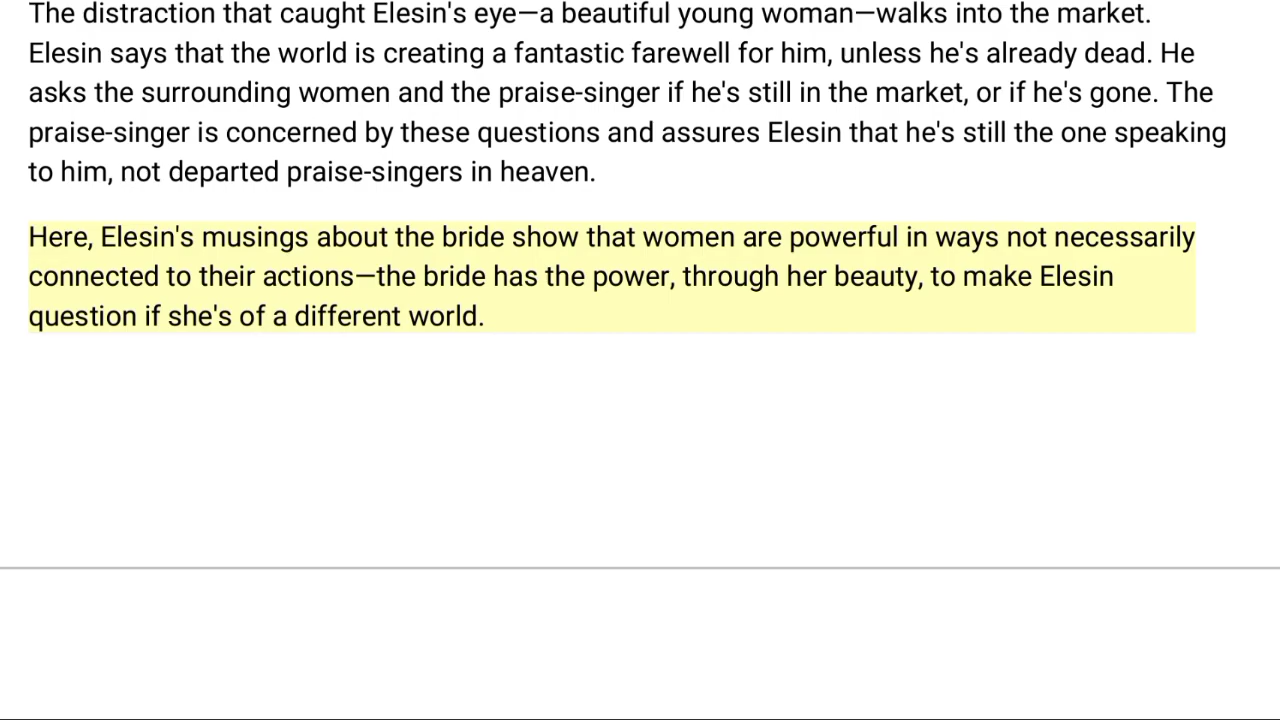 The distraction that caught Elesin's eye—a beautiful young woman—walks into the market.
Elesin says that the world is creating a fantastic farewell for him, unless he's already dead. He
asks the surrounding women and the praise-singer if he's still in the market, or if he's gone. The
praise-singer is concerned by these questions and assures Elesin that he's still the one speaking
to him, not departed praise-singers in heaven.
Here, Elesin's musings about the bride show that women are powerful in ways not necessarily
connected to their actions—the bride has the power, through her beauty, to make Elesin
question if she's of a different world.